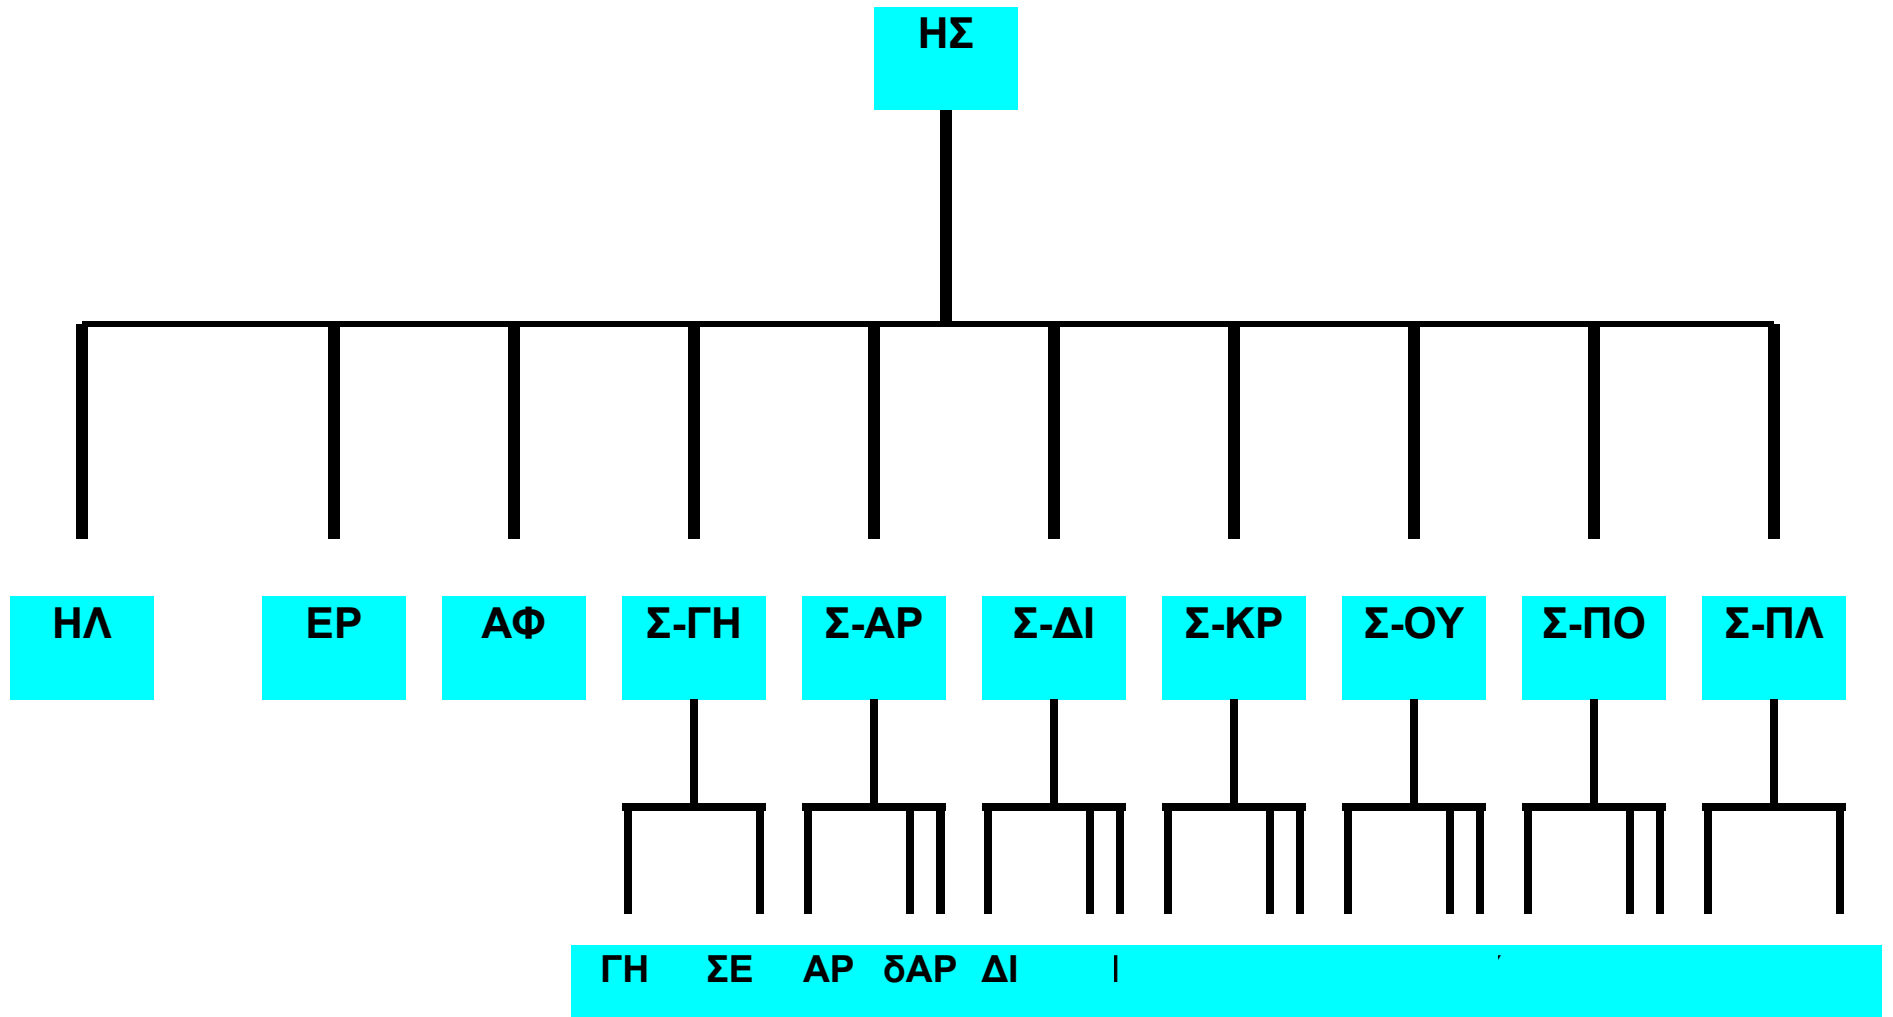 ΗΣ
ΗΛ ΕΡ ΑΦ Σ-ΓΗ Σ-ΑΡ Σ-ΔΙ Σ-ΚΡ Σ-ΟΥ Σ-ΠΟ Σ-ΠΛ
ΓΗ ΣΕ ΑΡ δΑΡ ΔΙ